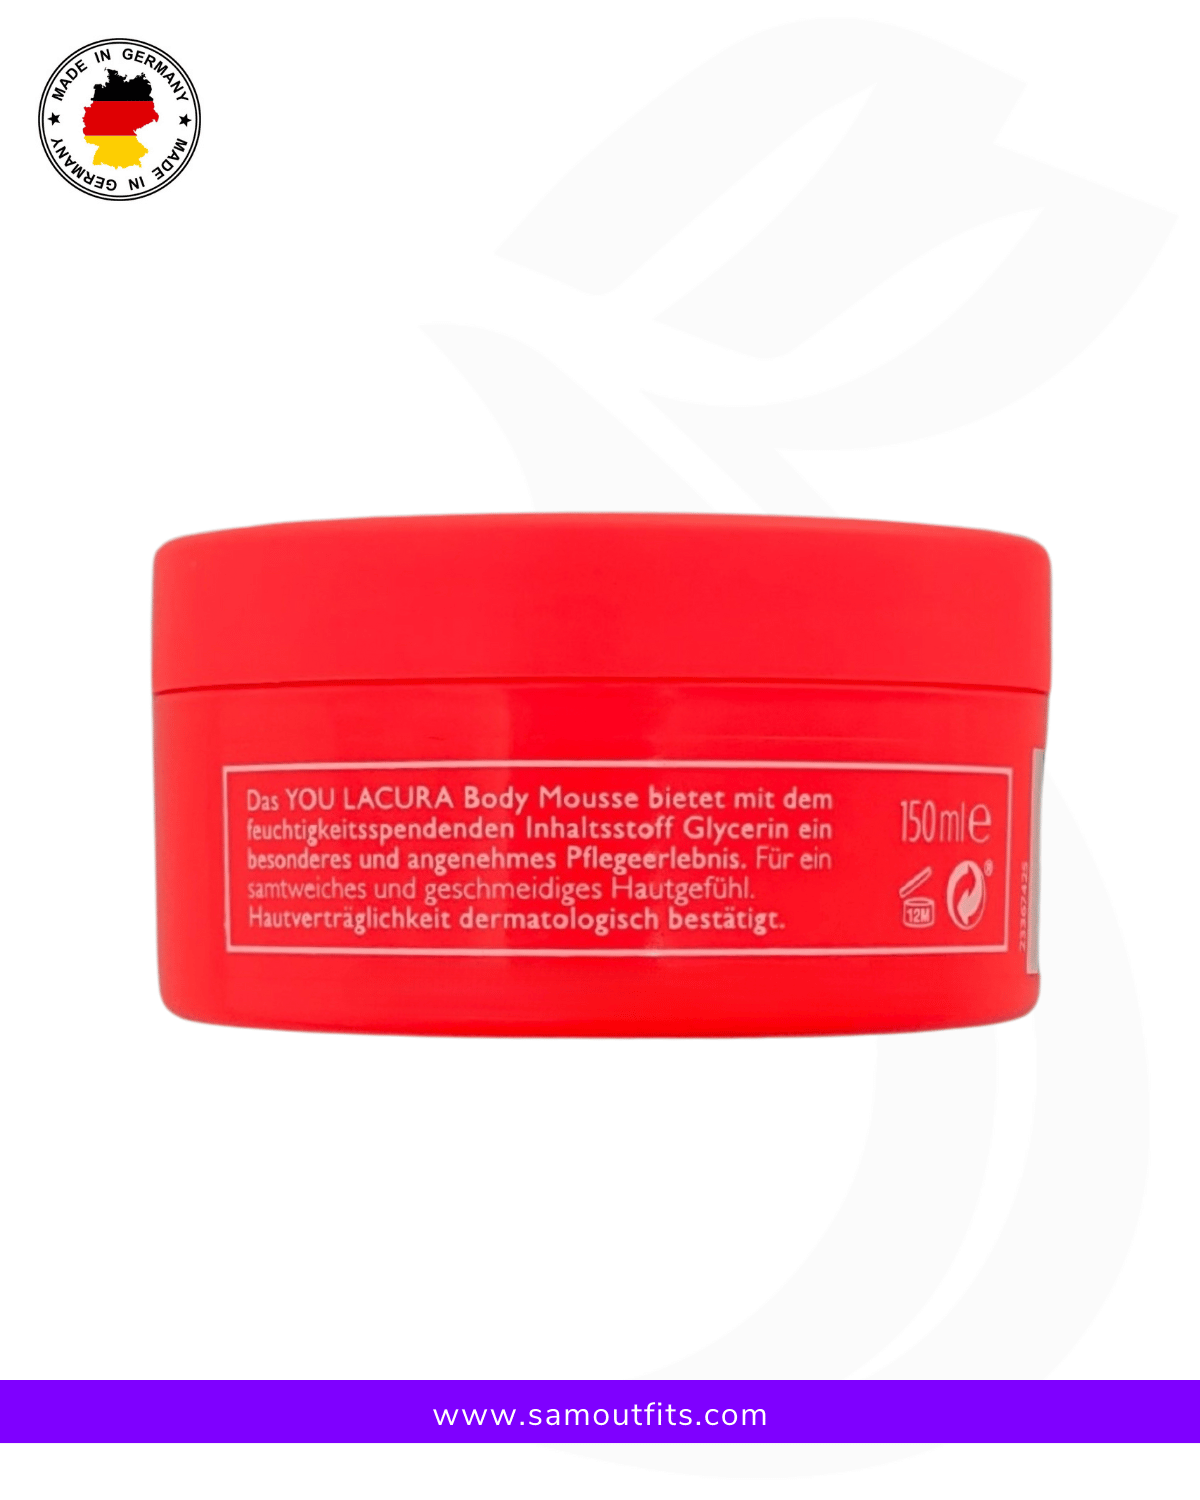 MADE IN GERMANY
MADE IN GERMANY
Das YOU LACURA Body Mousse bietet mit dem
feuchtigkeitsspendenden Inhaltsstoff Glycerin ein
besonderes und angenehmes Pflegeerlebnis. Für ein
samtweiches und geschmeidiges Hautgefühl.
Hautverträglichkeit dermatologisch bestätigt.
150ml℮
12M
®
23367425
www.samoutfits.com